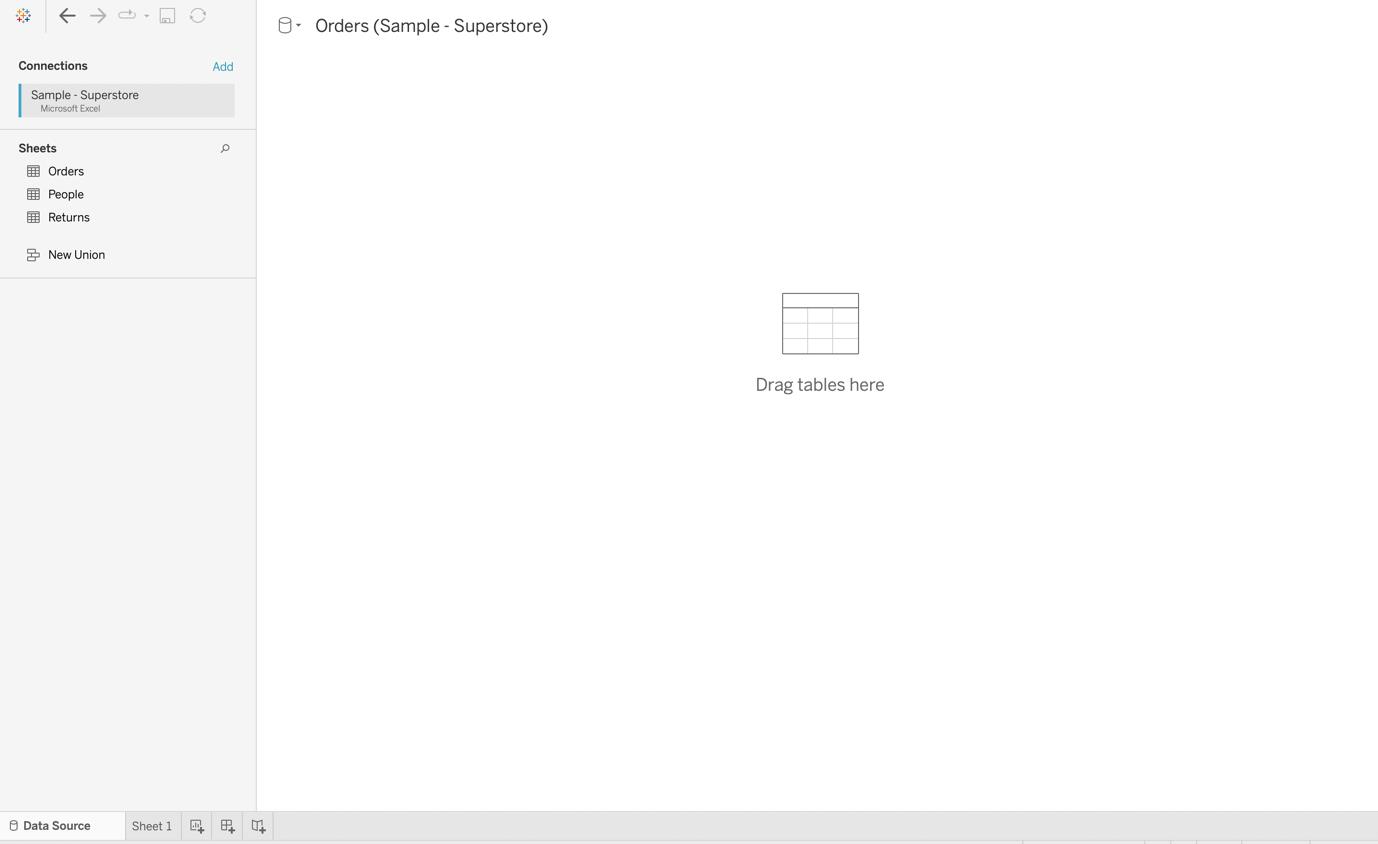 Orders (Sample - Superstore)
Connections
Add
Sample - Superstore
Microsoft Excel
Sheets
Orders
People
Returns
New Union
Drag tables here
Data Source
Sheet 1